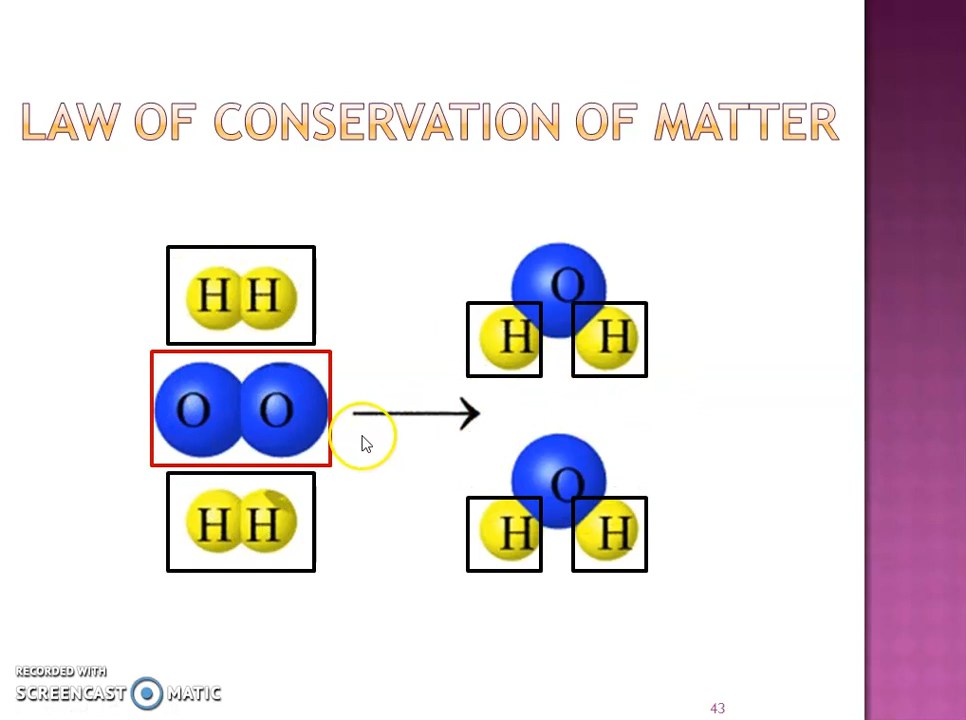 LAW OF CONSERVATION OF MATTER
H H
O O
H H
O
H H
O
H H
RECORDED WITH
SCREENCAST MATIC
43